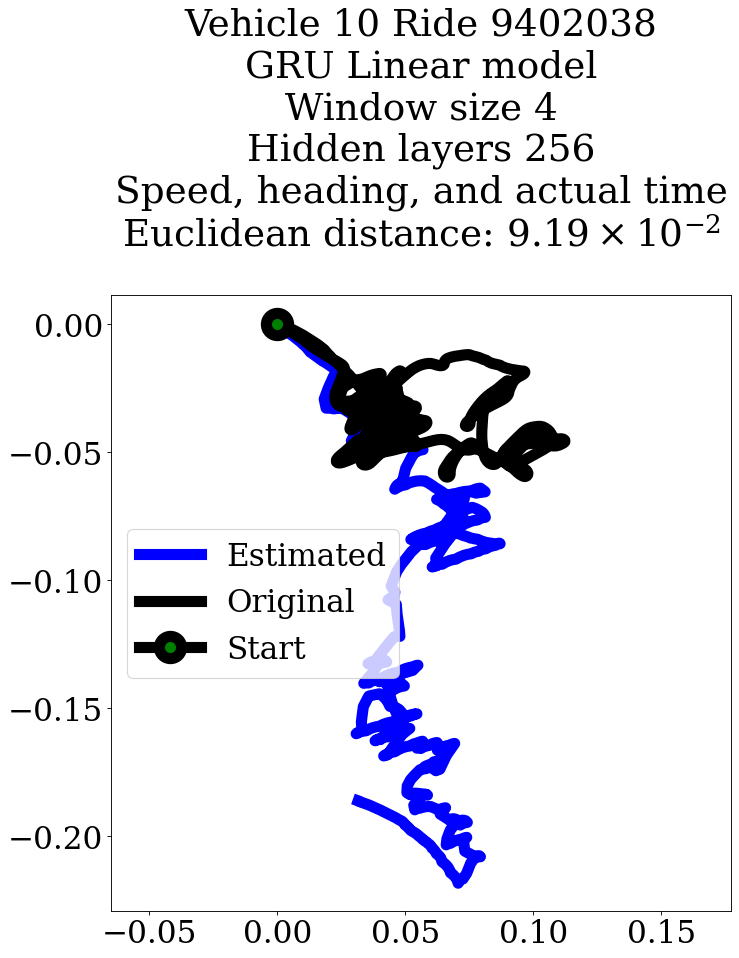 Vehicle 10 Ride 9402038
GRU Linear model
Window size 4
Hidden layers 256
Speed, heading, and actual time
Euclidean distance: 9.19 × 10⁻²
0.00
−0.05
−0.10
−0.15
−0.20
Estimated
Original
Start
−0.05 0.00 0.05 0.10 0.15